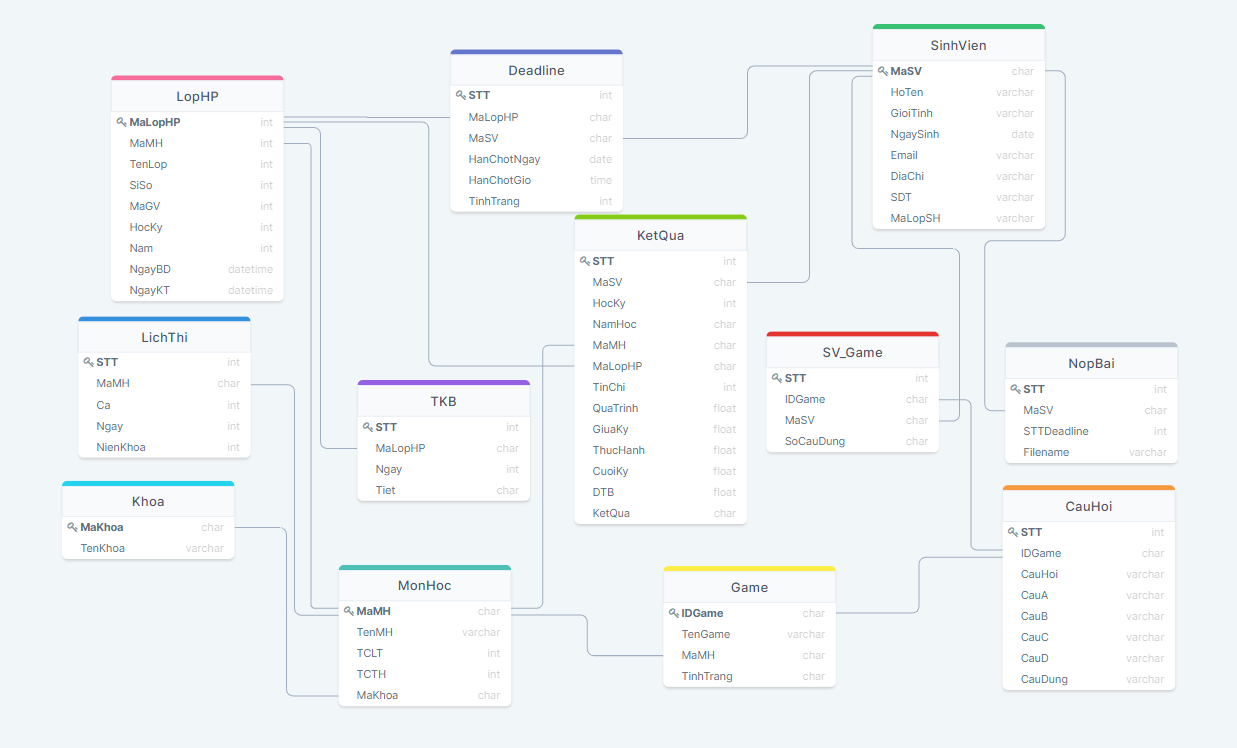 LopHP
MaLopHP int
MaMH int
TenLop int
SiSo int
MaGV int
HocKy int
Nam int
NgayBD datetime
NgayKT datetime
Deadline
STT int
MaLopHP char
MaSV char
HanChotNgay date
HanChotGio time
TinhTrang int
SinhVien
MaSV char
HoTen varchar
GioiTinh varchar
NgaySinh date
Email varchar
DiaChi varchar
SDT varchar
MaLopSH varchar
KetQua
STT int
MaSV char
HocKy int
NamHoc char
MaMH char
MaLopHP char
TinChi int
QuaTrinh float
GiuaKy float
ThucHanh float
CuoiKy float
DTB float
KetQua char
LichThi
STT int
MaMH char
Ca int
Ngay int
NienKhoa int
TKB
STT int
MaLopHP char
Ngay int
Tiet char
SV_Game
STT int
IDGame char
MaSV char
SoCauDung char
NopBai
STT int
MaSV char
STTDeadline int
Filename varchar
Khoa
MaKhoa char
TenKhoa varchar
MonHoc
MaMH char
TenMH varchar
TCLT int
TCTH int
MaKhoa char
Game
IDGame char
TenGame varchar
MaMH char
TinhTrang char
CauHoi
STT int
IDGame char
CauHoi varchar
CauA varchar
CauB varchar
CauC varchar
CauD varchar
CauDung varchar